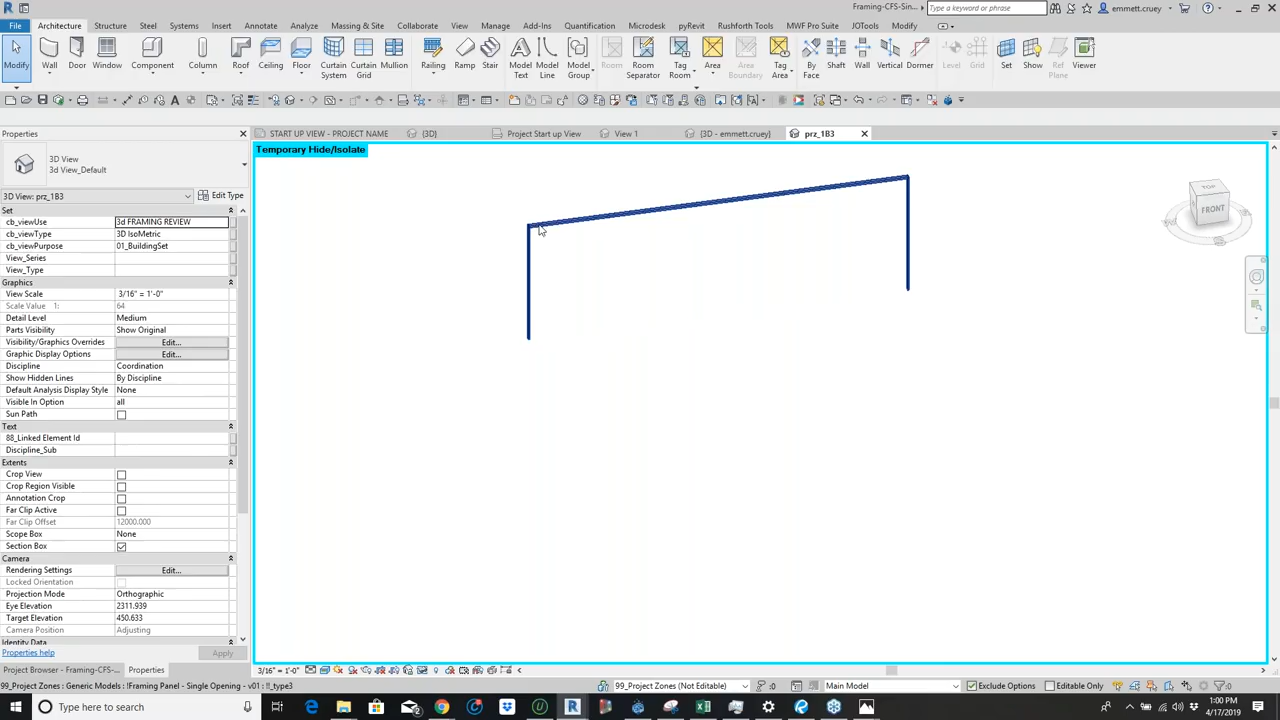 Framing-CFS-Sin...
Type a keyword or phrase
emmett.cruey
File Architecture Structure Steel Systems Insert Annotate Analyze Massing & Site Collaborate View Manage Add-Ins Quantification Microdesk pyRevit Rushforth Tools MWF Pro Suite JOTools Modify
Modify Wall Door Window Component Column Roof Ceiling Floor Curtain System Curtain Grid Mullion Railing Ramp Stair Model Text Model Line Model Group Room Room Separator Tag Room Area Area Boundary Tag Area By Face Shaft Wall Vertical Dormer Level Grid Set Show Ref Plane Viewer
Properties
START UP VIEW - PROJECT NAME
{3D}
Project Start up View
View 1
{3D - emmett.cruey}
prz_1B3
Temporary Hide/Isolate
TOP
FRONT
3D View
3D View_Default
3D View: prz_1B3
Edit Type
Set
cb_viewUse 3d FRAMING REVIEW
cb_viewType 3D IsoMetric
cb_viewPurpose 01_BuildingSet
View_Series
View_Type
Graphics
View Scale 3/16" = 1'-0"
Scale Value 1: 64
Detail Level Medium
Parts Visibility Show Original
Visibility/Graphics Overrides Edit...
Graphic Display Options Edit...
Discipline Coordination
Show Hidden Lines By Discipline
Default Analysis Display Style None
Visible In Option all
Sun Path
Text
88_Linked Element Id
Discipline_Sub
Extents
Crop View
Crop Region Visible
Annotation Crop
Far Clip Active
Far Clip Offset 12000.000
Scope Box None
Section Box
Camera
Rendering Settings Edit...
Locked Orientation
Projection Mode Orthographic
Eye Elevation 2311.939
Target Elevation 450.633
Camera Position Adjusting
Identity Data
Properties help
Apply
Project Browser - Framing-CFS-...
Properties
3/16" = 1'-0"
99_Project Zones : Generic Models : !Framing Panel - Single Opening - v01 : !!_type3
99_Project Zones (Not Editable)
:0
Main Model
Exclude Options
Editable Only
:0
Type here to search
1:00 PM
4/17/2019